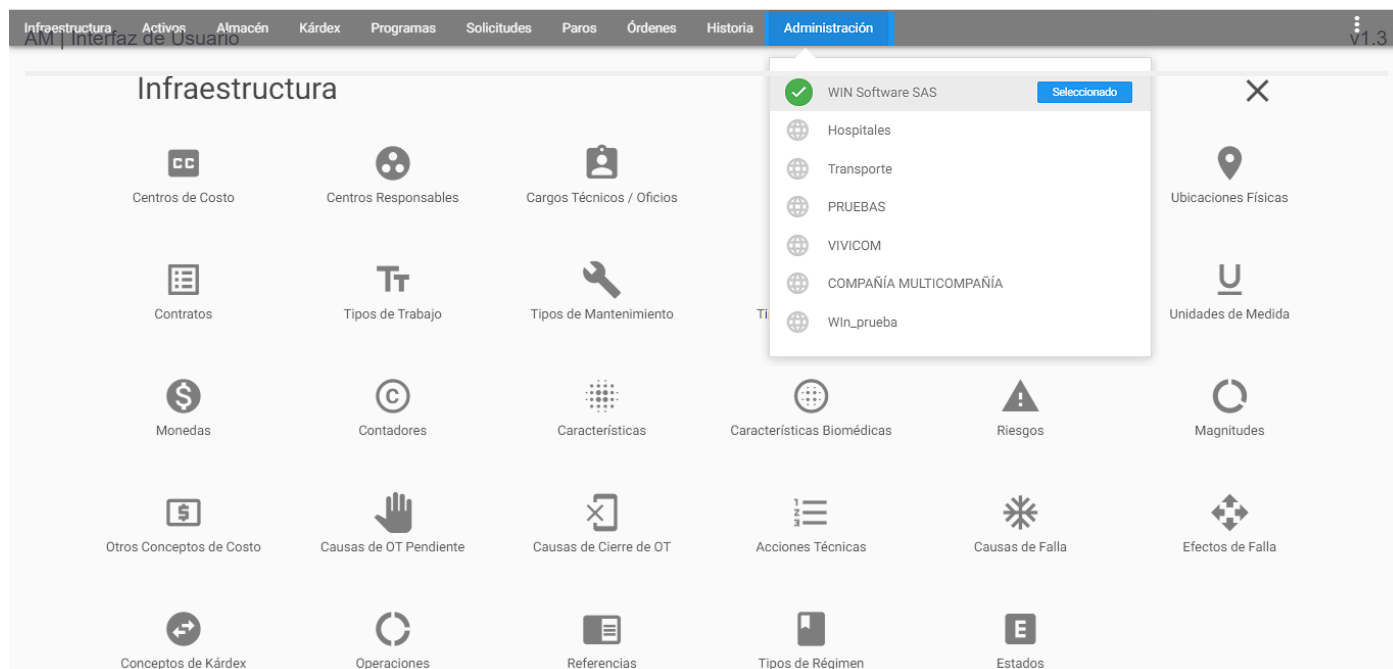 Infraestructura Activos Almacén Kárdex Programas Solicitudes Paros Órdenes Historia Administración
AM | Interfaz de Usuario v1.3
Infraestructura
WIN Software SAS Seleccionado
Hospitales
Transporte
PRUEBAS
VIVICOM
COMPAÑÍA MULTICOMPAÑÍA
WIn_prueba
CC
Centros de Costo Centros Responsables Cargos Técnicos / Oficios Ubicaciones Físicas
Contratos Tipos de Trabajo Tipos de Mantenimiento Unidades de Medida
Monedas Contadores Características Características Biomédicas Riesgos Magnitudes
Otros Conceptos de Costo Causas de OT Pendiente Causas de Cierre de OT Acciones Técnicas Causas de Falla Efectos de Falla
Conceptos de Kárdex Operaciones Referencias Tipos de Régimen Estados